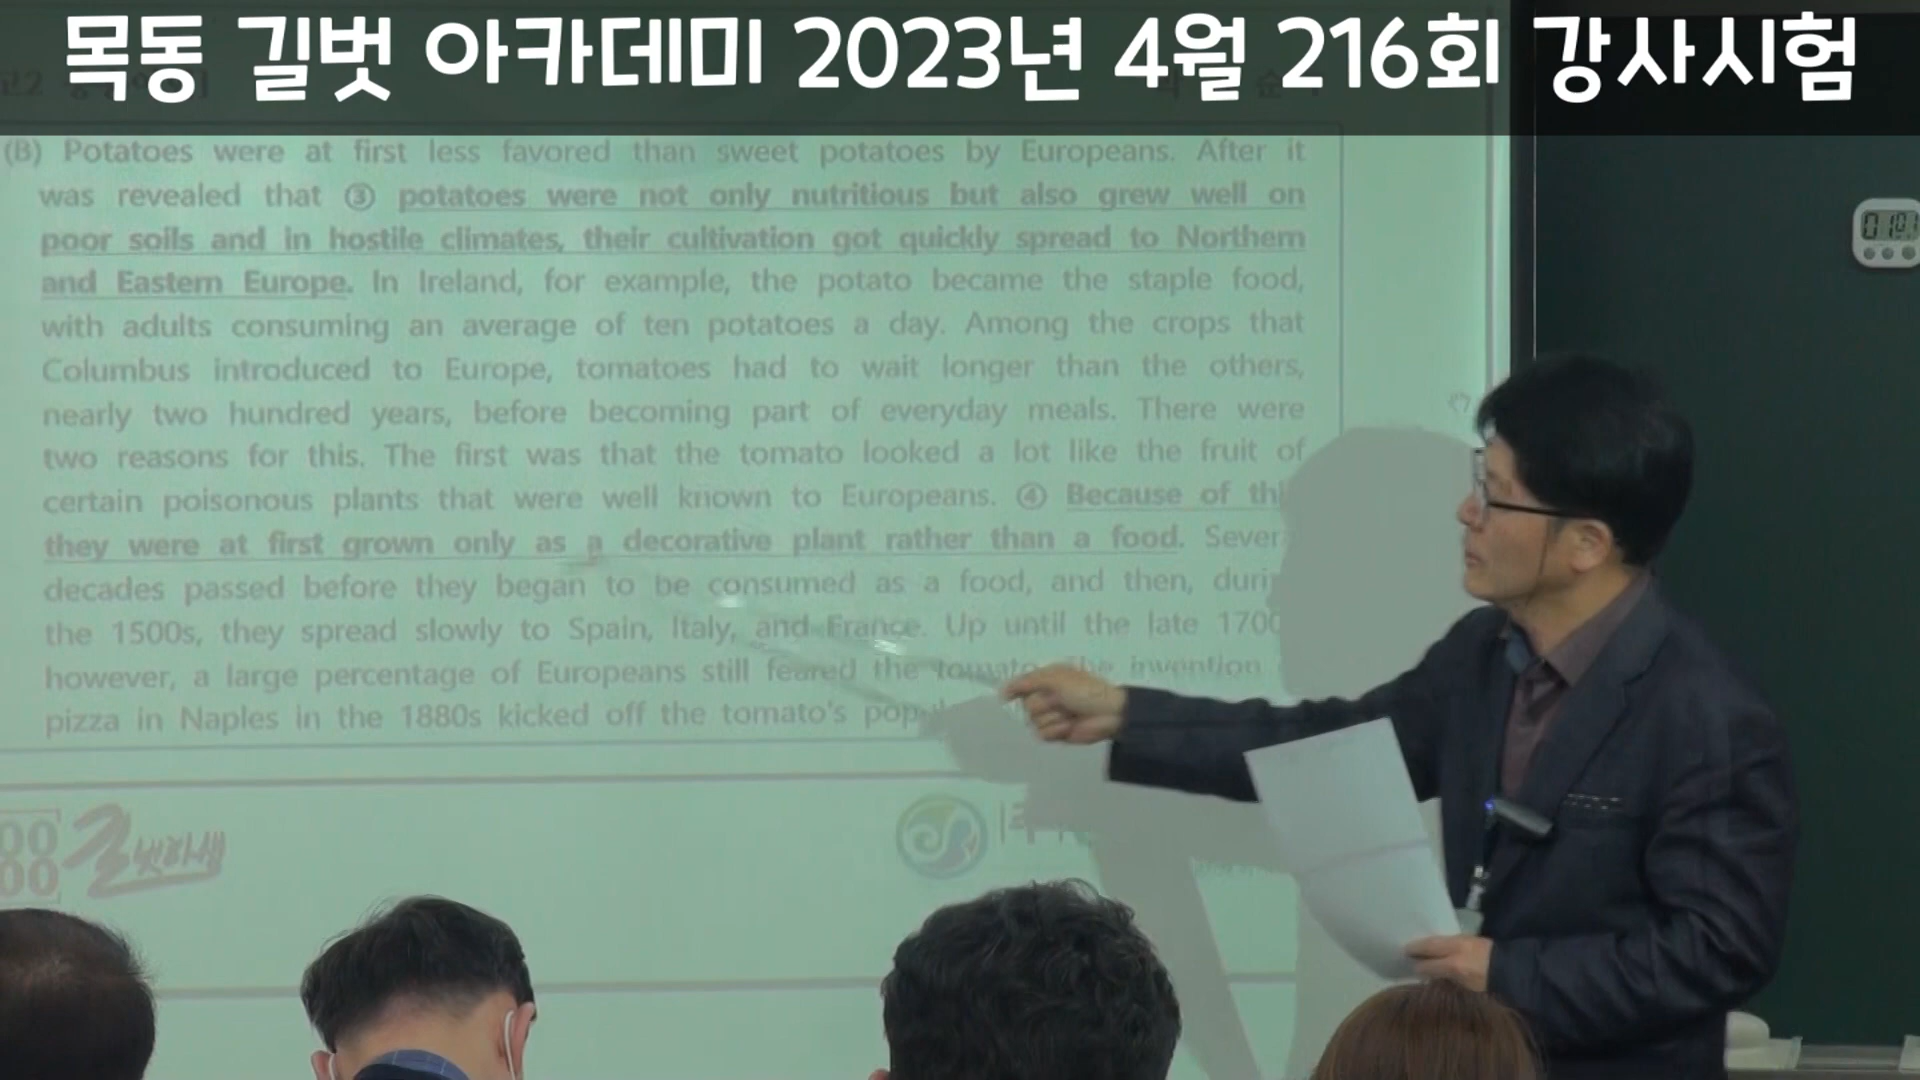 목동 길벗 아카데미 2023년 4월 216회 강사시험
(B) Potatoes were at first less favored than sweet potatoes by Europeans. After it
was revealed that ③ potatoes were not only nutritious but also grew well on
poor soils and in hostile climates, their cultivation got quickly spread to Northern
and Eastern Europe. In Ireland, for example, the potato became the staple food,
with adults consuming an average of ten potatoes a day. Among the crops that
Columbus introduced to Europe, tomatoes had to wait longer than the others,
nearly two hundred years, before becoming part of everyday meals. There were
two reasons for this. The first was that the tomato looked a lot like the fruit of
certain poisonous plants that were well known to Europeans. ④ Because of
they were at first grown only as a decorative plant rather than a food.
decades passed before they began to be consumed as a food, and then,
the 1500s, they spread slowly to Spain, Italy, and France. Up until the late
however, a large percentage of Europeans still feared the tomato. The invention
pizza in Naples in the 1880s kicked off the tomato's